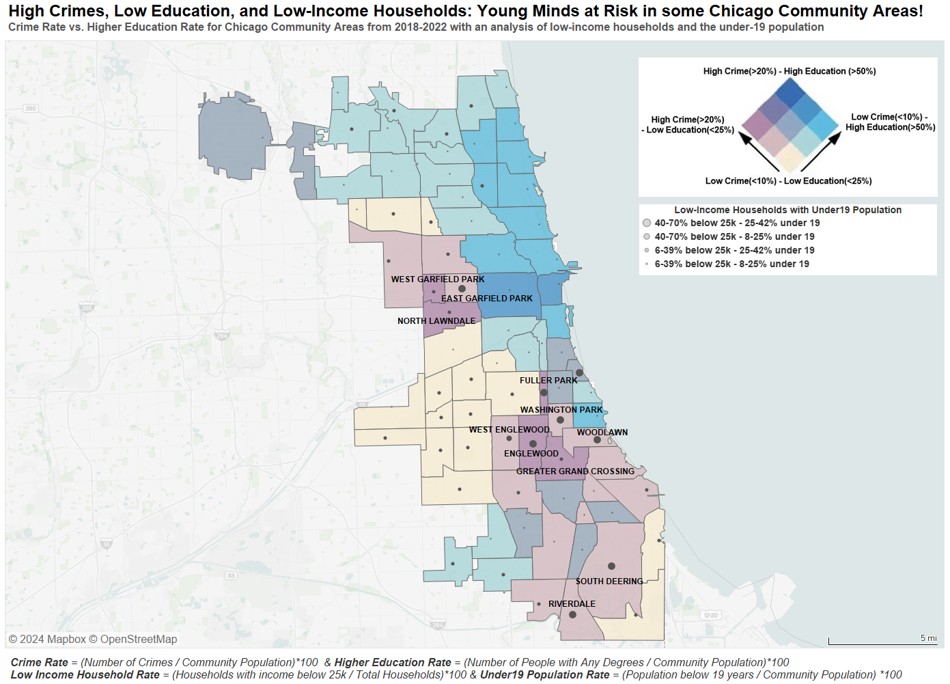 High Crimes, Low Education, and Low-Income Households: Young Minds at Risk in some Chicago Community Areas!
Crime Rate vs. Higher Education Rate for Chicago Community Areas from 2018-2022 with an analysis of low-income households and the under-19 population
High Crime(>20%) - High Education (>50%)
High Crime(>20%)
- Low Education(<25%)
Low Crime(<10%) -
High Education(>50%)
Low Crime(<10%) - Low Education(<25%)
Low-Income Households with Under19 Population
40-70% below 25k - 25-42% under 19
40-70% below 25k - 8-25% under 19
6-39% below 25k - 25-42% under 19
6-39% below 25k - 8-25% under 19
WEST GARFIELD PARK
EAST GARFIELD PARK
NORTH LAWNDALE
FULLER PARK
WASHINGTON PARK
WEST ENGLEWOOD
WOODLAWN
ENGLEWOOD
GREATER GRAND CROSSING
SOUTH DEERING
RIVERDALE
© 2024 Mapbox © OpenStreetMap
5 mi
Crime Rate = (Number of Crimes / Community Population)*100 & Higher Education Rate = (Number of People with Any Degrees / Community Population)*100
Low Income Household Rate = (Households with income below 25k / Total Households)*100 & Under19 Population Rate = (Population below 19 years / Community Population) *100